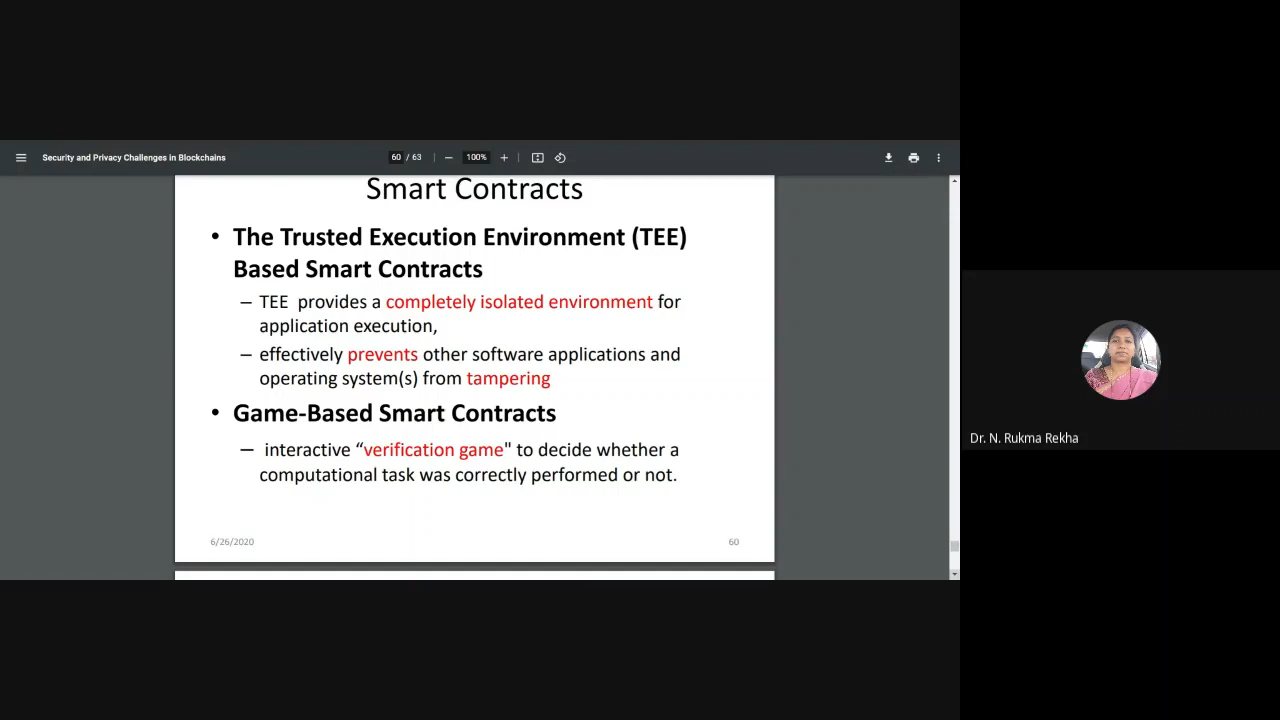 Security and Privacy Challenges in Blockchains
60 / 63
100%
Smart Contracts
• The Trusted Execution Environment (TEE)
Based Smart Contracts
– TEE provides a completely isolated environment for
application execution,
– effectively prevents other software applications and
operating system(s) from tampering
• Game-Based Smart Contracts
– interactive “verification game" to decide whether a
computational task was correctly performed or not.
6/26/2020
60
Dr. N. Rukma Rekha